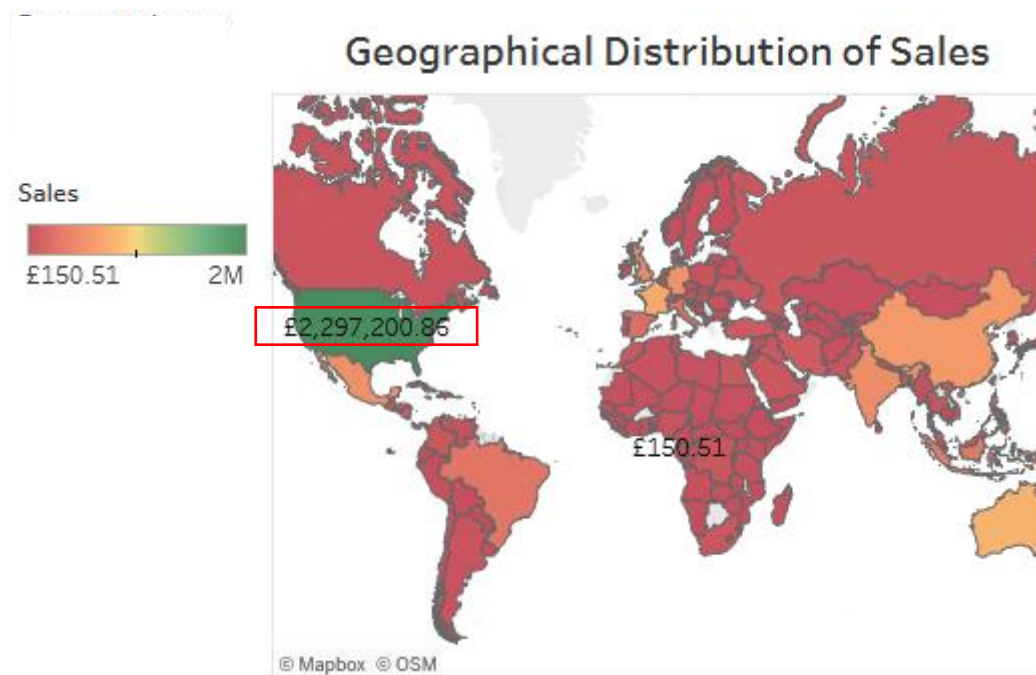 Geographical Distribution of Sales
Sales
£150.51 2M
£2,297,200.86
£150.51
© Mapbox © OSM